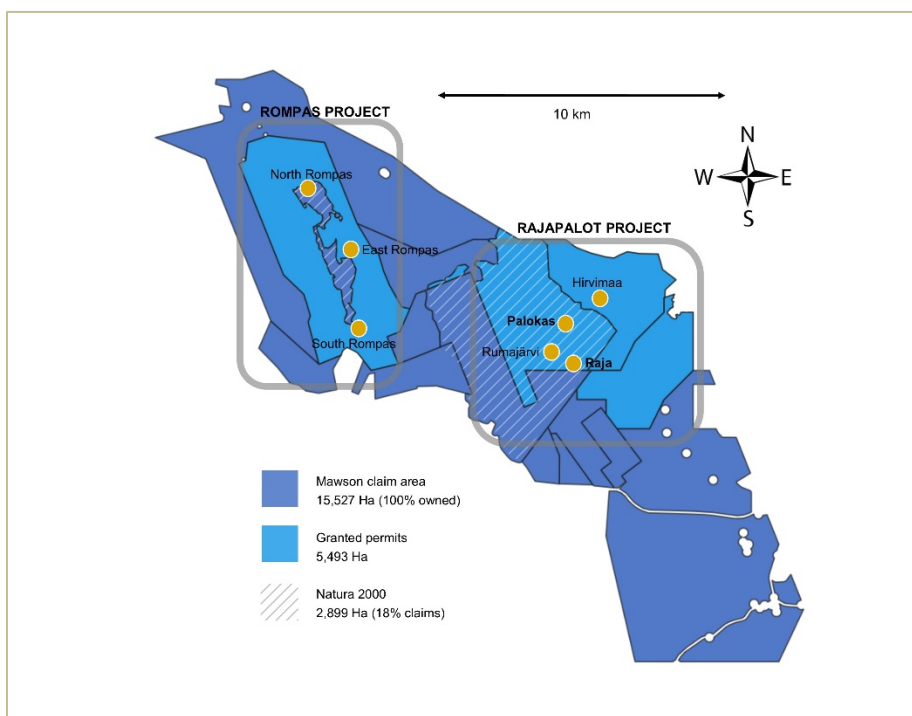 ROMPAS PROJECT
10 km
N
W
E
S
North Rompas
RAJAPALOT PROJECT
East Rompas
Hirvimaa
Palokas
South Rompas
Rumajärvi
Raja
Mawson claim area
15,527 Ha (100% owned)
Granted permits
5,493 Ha
Natura 2000
2,899 Ha (18% claims)